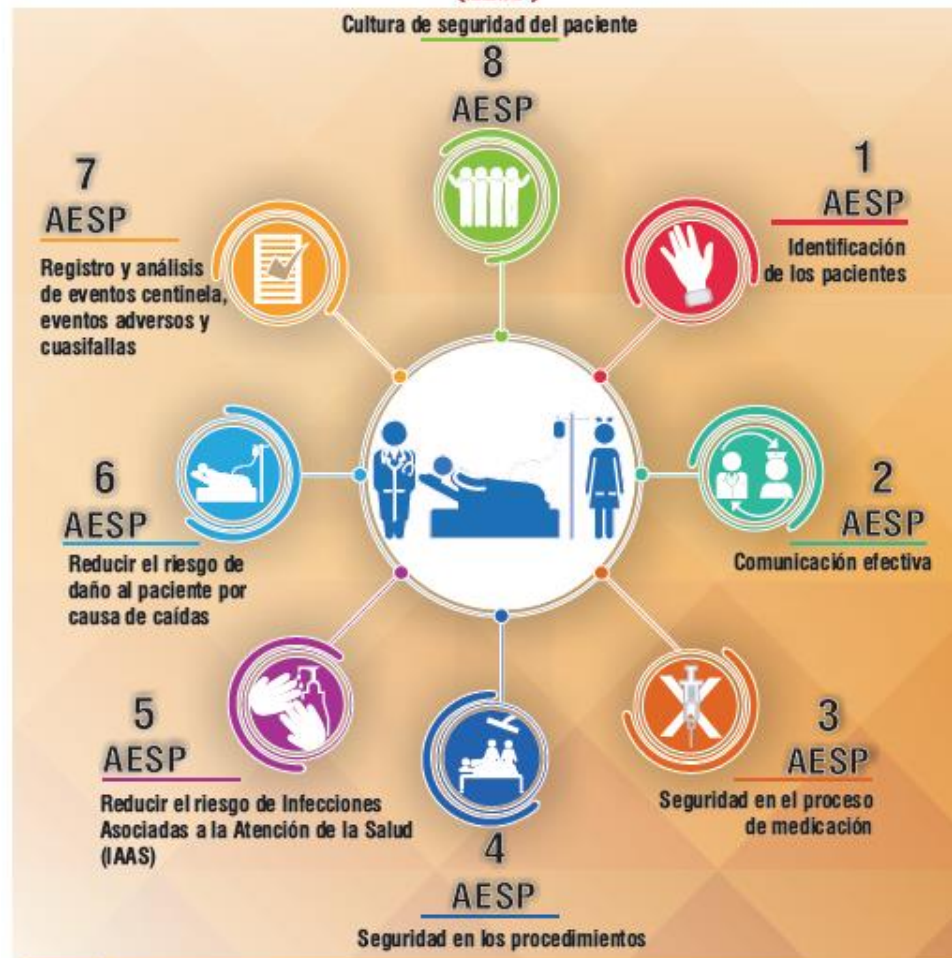 Cultura de seguridad del paciente
8
AESP
1
AESP
Identificación
de los pacientes
2
AESP
Comunicación efectiva
3
AESP
Seguridad en el proceso
de medicación
4
AESP
Seguridad en los procedimientos
5
AESP
Reducir el riesgo de Infecciones
Asociadas a la Atención de la Salud
(IAAS)
6
AESP
Reducir el riesgo de
daño al paciente por
causa de caídas
7
AESP
Registro y análisis
de eventos centinela,
eventos adversos y
cuasifallas